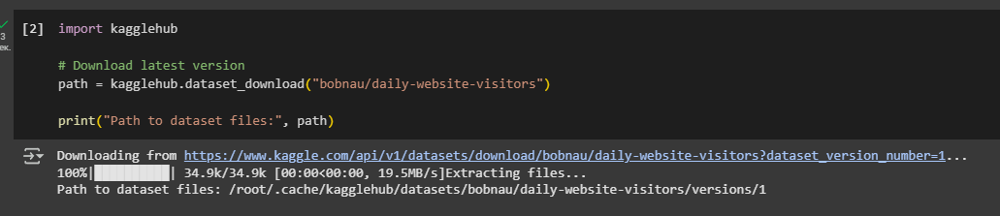 [2] import kagglehub
# Download latest version
path = kagglehub.dataset_download("bobnau/daily-website-visitors")
print("Path to dataset files:", path)
3
ек.
Downloading from https://www.kaggle.com/api/v1/datasets/download/bobnau/daily-website-visitors?dataset_version_number=1...
100%|██████████| 34.9k/34.9k [00:00<00:00, 19.5MB/s]Extracting files...
Path to dataset files: /root/.cache/kagglehub/datasets/bobnau/daily-website-visitors/versions/1